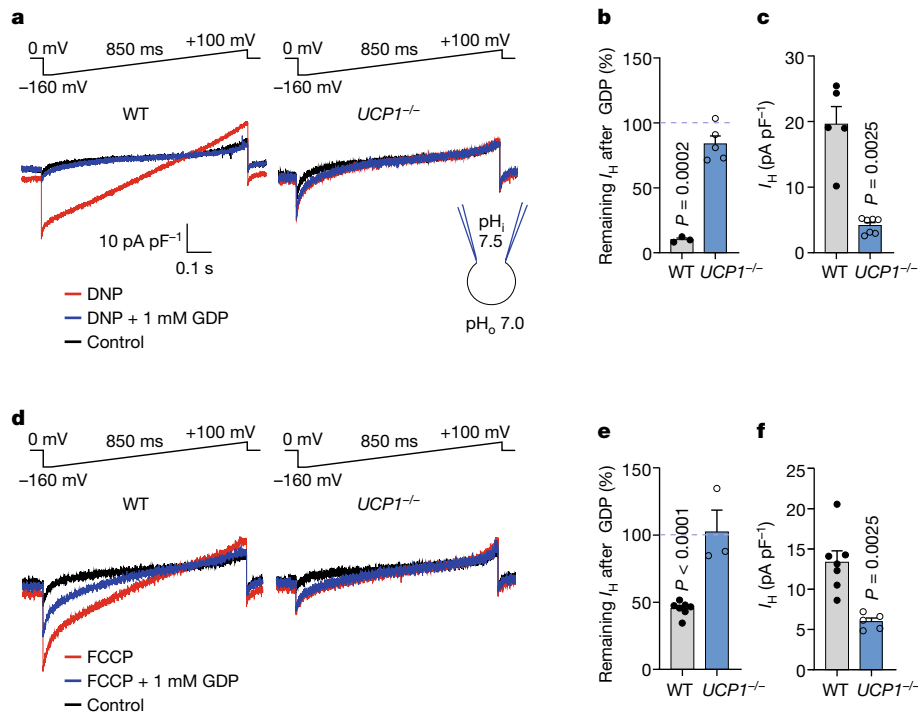 a
0 mV 850 ms +100 mV
−160 mV
WT
0 mV 850 ms +100 mV
−160 mV
UCP1−/−
10 pA pF−1
0.1 s
DNP
DNP + 1 mM GDP
Control
pHi
7.5
pHo 7.0
b
Remaining IH after GDP (%)
150
100
50
0
P = 0.0002
WT UCP1−/−
c
IH (pA pF−1)
30
20
10
0
P = 0.0025
WT UCP1−/−
d
0 mV 850 ms +100 mV
−160 mV
WT
0 mV 850 ms +100 mV
−160 mV
UCP1−/−
FCCP
FCCP + 1 mM GDP
Control
e
Remaining IH after GDP (%)
150
100
50
0
P < 0.0001
WT UCP1−/−
f
IH (pA pF−1)
25
20
15
10
5
0
P = 0.0025
WT UCP1−/−